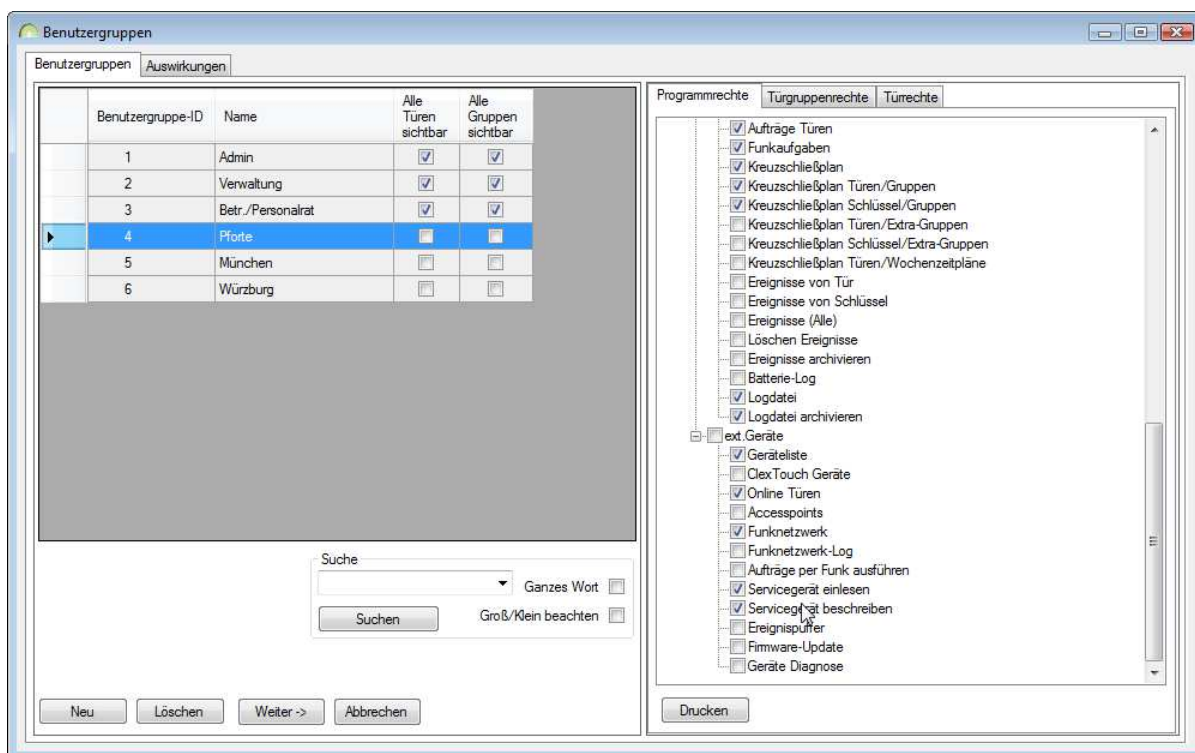 Benutzergruppen
Benutzergruppen Auswirkungen
Benutzergruppe-ID Name Alle Türen sichtbar Alle Gruppen sichtbar
1 Admin
2 Verwaltung
3 Betr./Personalrat
4 Pforte
5 München
6 Würzburg
Suche
Ganzes Wort
Suchen Groß/Klein beachten
Neu Löschen Weiter -> Abbrechen
Programmrechte Türgruppenrechte Türrechte
Aufträge Türen
Funkaufgaben
Kreuzschließplan
Kreuzschließplan Türen/Gruppen
Kreuzschließplan Schlüssel/Gruppen
Kreuzschließplan Türen/Extra-Gruppen
Kreuzschließplan Schlüssel/Extra-Gruppen
Kreuzschließplan Türen/Wochenzeitpläne
Ereignisse von Tür
Ereignisse von Schlüssel
Ereignisse (Alle)
Löschen Ereignisse
Ereignisse archivieren
Batterie-Log
Logdatei
Logdatei archivieren
ext.Geräte
Geräteliste
ClexTouch Geräte
Online Türen
Accesspoints
Funknetzwerk
Funknetzwerk-Log
Aufträge per Funk ausführen
Servicegerät einlesen
Servicegerät beschreiben
Ereignispuffer
Firmware-Update
Geräte Diagnose
Drucken